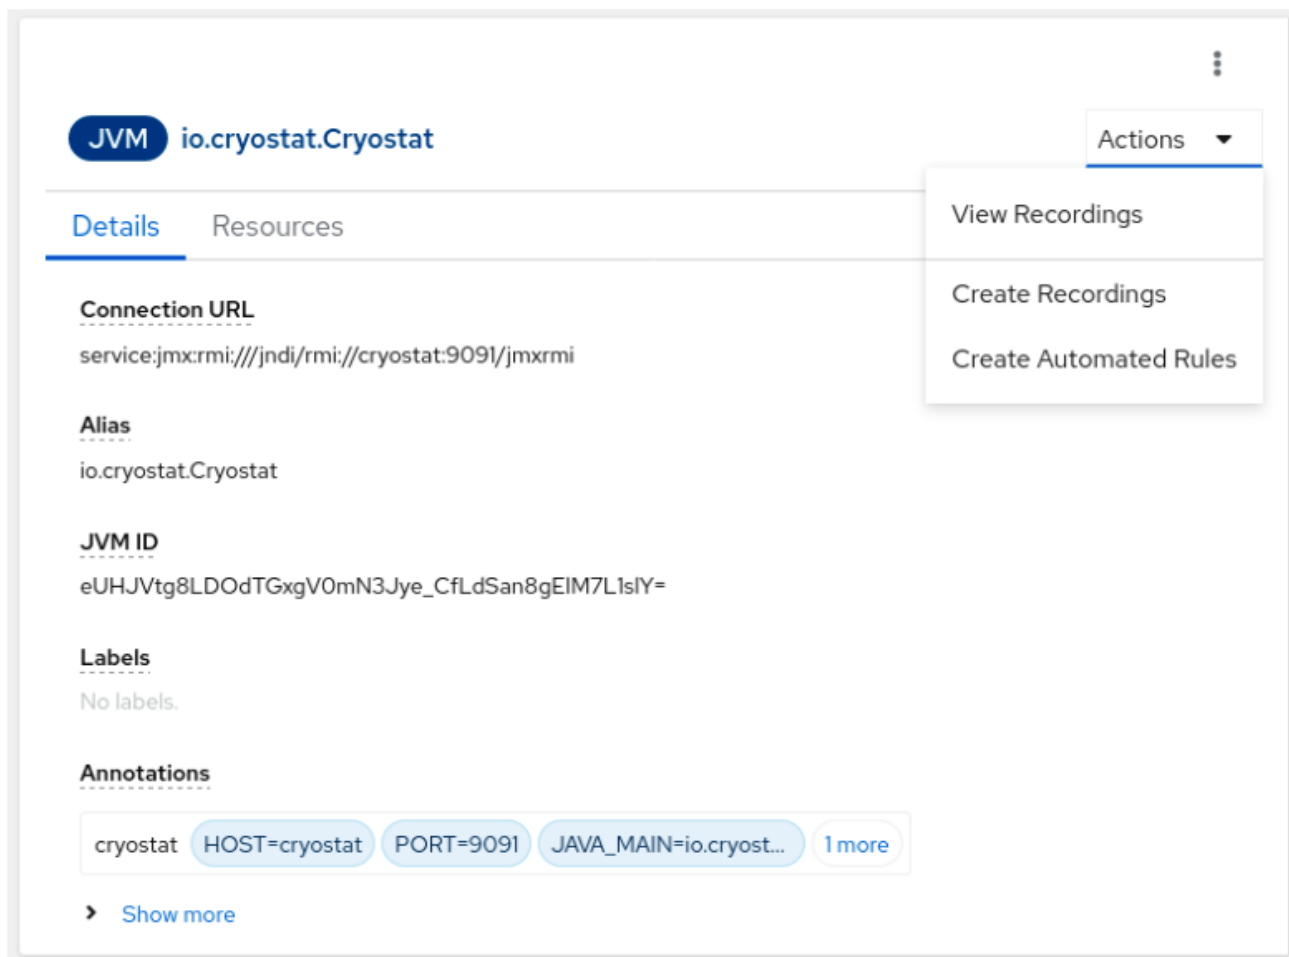 JVM io.cryostat.Cryostat
Actions
View Recordings
Create Recordings
Create Automated Rules
Details Resources
Connection URL
service:jmx:rmi:///jndi/rmi://cryostat:9091/jmxrmi
Alias
io.cryostat.Cryostat
JVM ID
eUHJVtg8LDOdTGxgV0mN3Jye_CfLdSan8gEIM7L1slY=
Labels
No labels.
Annotations
cryostat HOST=cryostat PORT=9091 JAVA_MAIN=io.cryost... 1 more
Show more